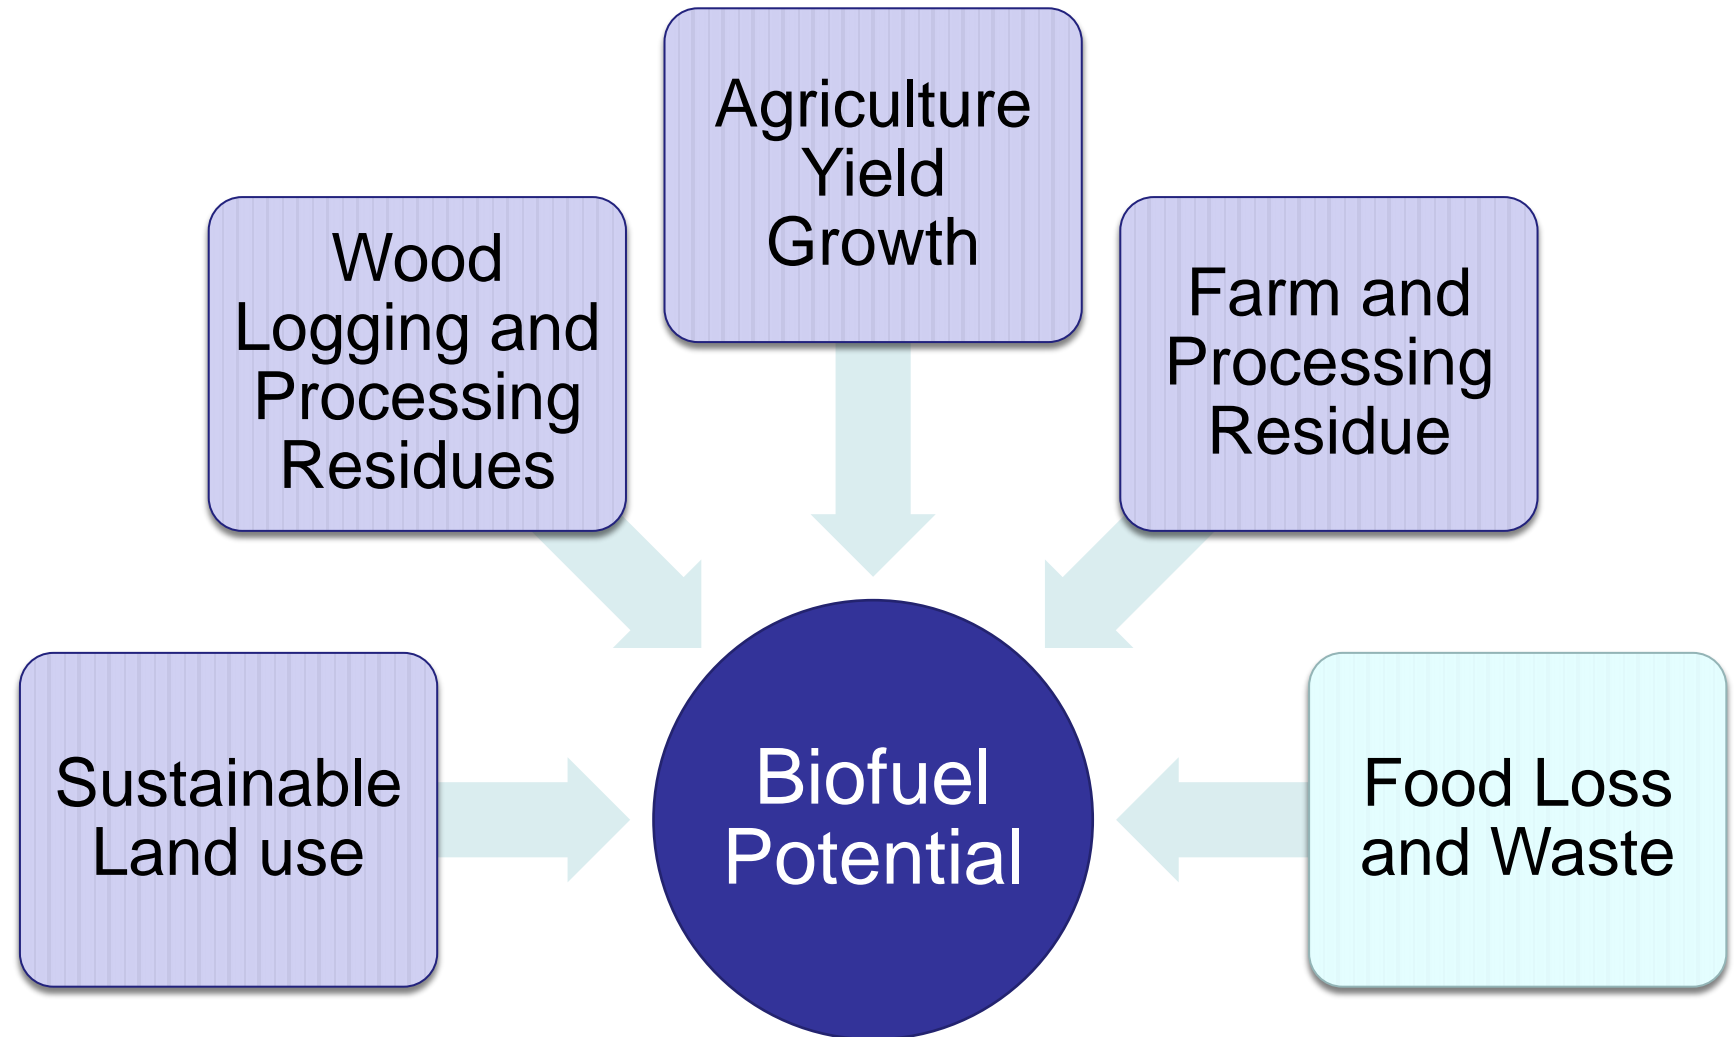 Agriculture
Yield
Growth
Wood
Logging and
Processing
Residues
Farm and
Processing
Residue
Sustainable
Land use
Biofuel
Potential
Food Loss
and Waste